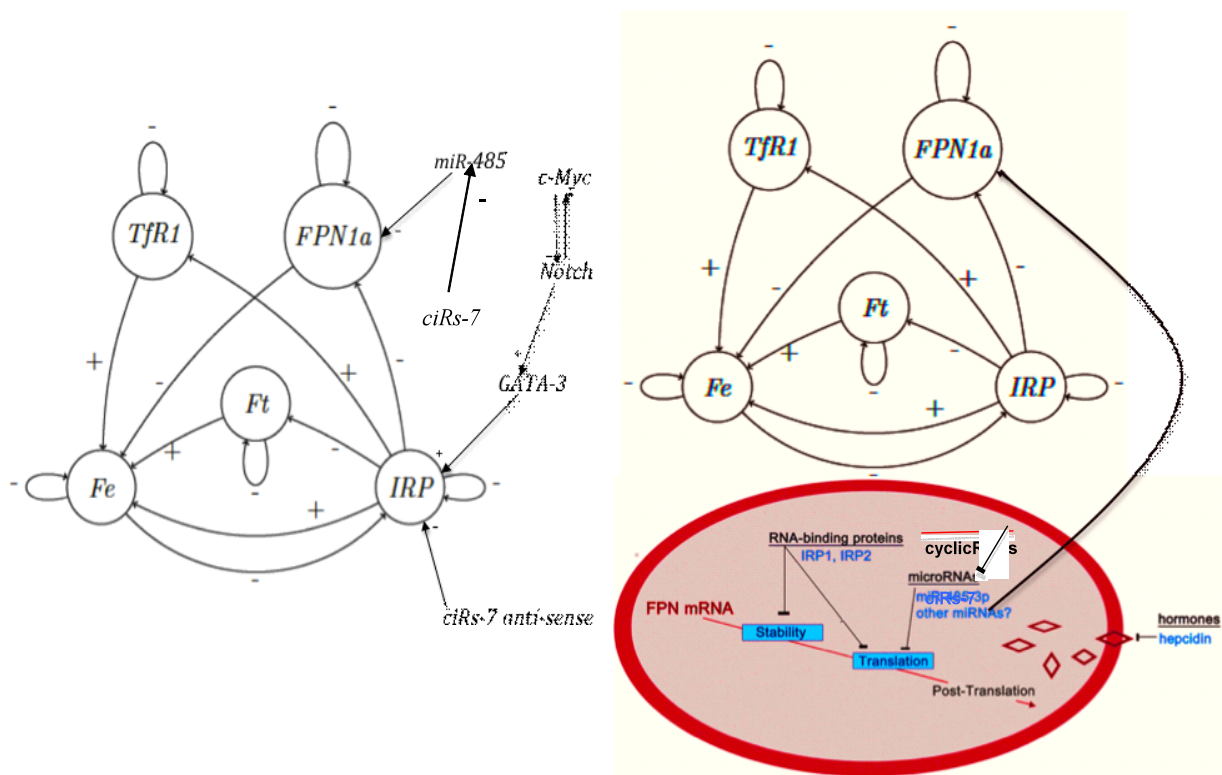 -
-
miR-485
-
c-Myc
-
TfR1
FPN1a
-
-
Notch
ciRs-7
+
-
+
-
Ft
+
GATA-3
+
-
-
+
-
Fe
IRP
-
+
-
-
ciRs-7 anti-sense
-
-
TfR1
FPN1a
+
-
+
-
Ft
+
-
-
Fe
-
IRP
-
+
-
RNA-binding proteins
IRP1, IRP2
microRNAs
ciRs-7
other miRNAs?
FPN mRNA
Stability
Translation
Post-Translation
hormones
hepcidin